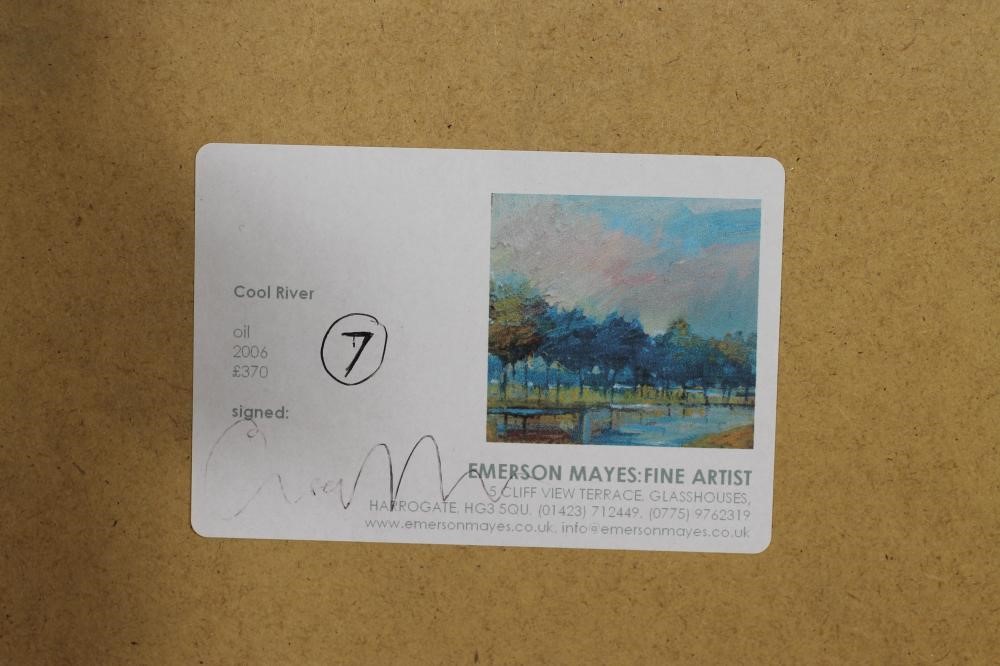 Cool River
oil
2006
£370
7
signed:
EMERSON MAYES:FINE ARTIST
5 CLIFF VIEW TERRACE, GLASSHOUSES,
HARROGATE, HG3 5QU. (01423) 712449. (0775) 9762319
www.emersonmayes.co.uk, info@emersonmayes.co.uk